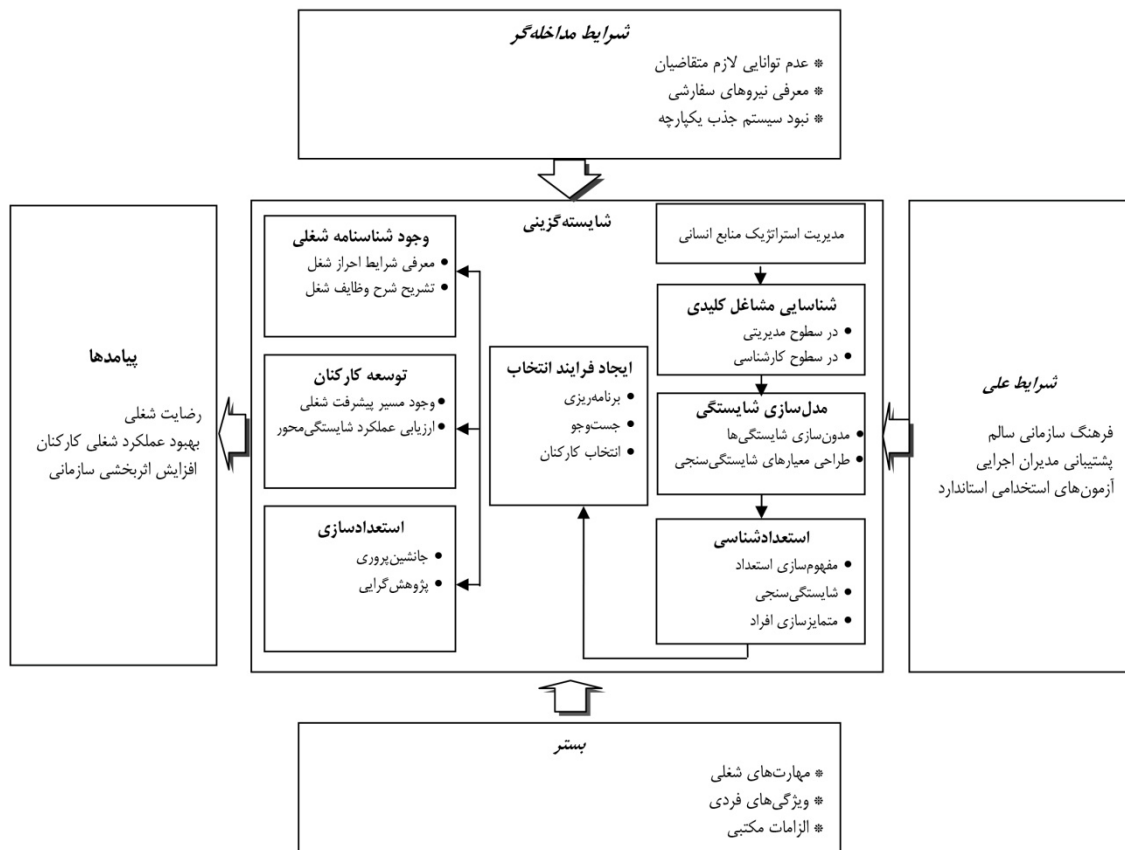 شرایط مداخله‌گر
* عدم توانایی لازم متقاضیان
* معرفی نیروهای سفارشی
* نبود سیستم جذب یکپارچه
شرایط علی
فرهنگ سازمانی سالم
پشتیبانی مدیران اجرایی
آزمون‌های استخدامی استاندارد
شایسته‌گزینی
مدیریت استراتژیک منابع انسانی
شناسایی مشاغل کلیدی
• در سطوح مدیریتی
• در سطوح کارشناسی
مدل‌سازی شایستگی
• مدون‌سازی شایستگی‌ها
• طراحی معیارهای شایستگی‌سنجی
استعدادشناسی
• مفهوم‌سازی استعداد
• شایستگی‌سنجی
• متمایزسازی افراد
ایجاد فرایند انتخاب
• برنامه‌ریزی
• جست‌وجو
• انتخاب کارکنان
وجود شناسنامه شغلی
• معرفی شرایط احراز شغل
• تشریح شرح وظایف شغل
توسعه کارکنان
• وجود مسیر پیشرفت شغلی
• ارزیابی عملکرد شایستگی‌محور
استعدادسازی
• جانشین‌پروری
• پژوهش‌گرایی
پیامدها
رضایت شغلی
بهبود عملکرد شغلی کارکنان
افزایش اثربخشی سازمانی
بستر
* مهارت‌های شغلی
* ویژگی‌های فردی
* الزامات مکتبی